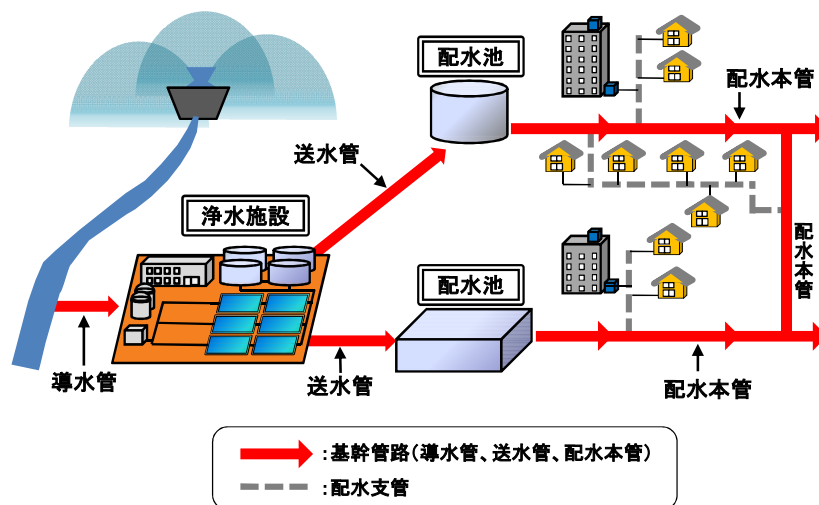 配水池
配水本管
送水管
浄水施設
配水本管
配水池
導水管
送水管
配水本管
:基幹管路(導水管、送水管、配水本管)
:配水支管